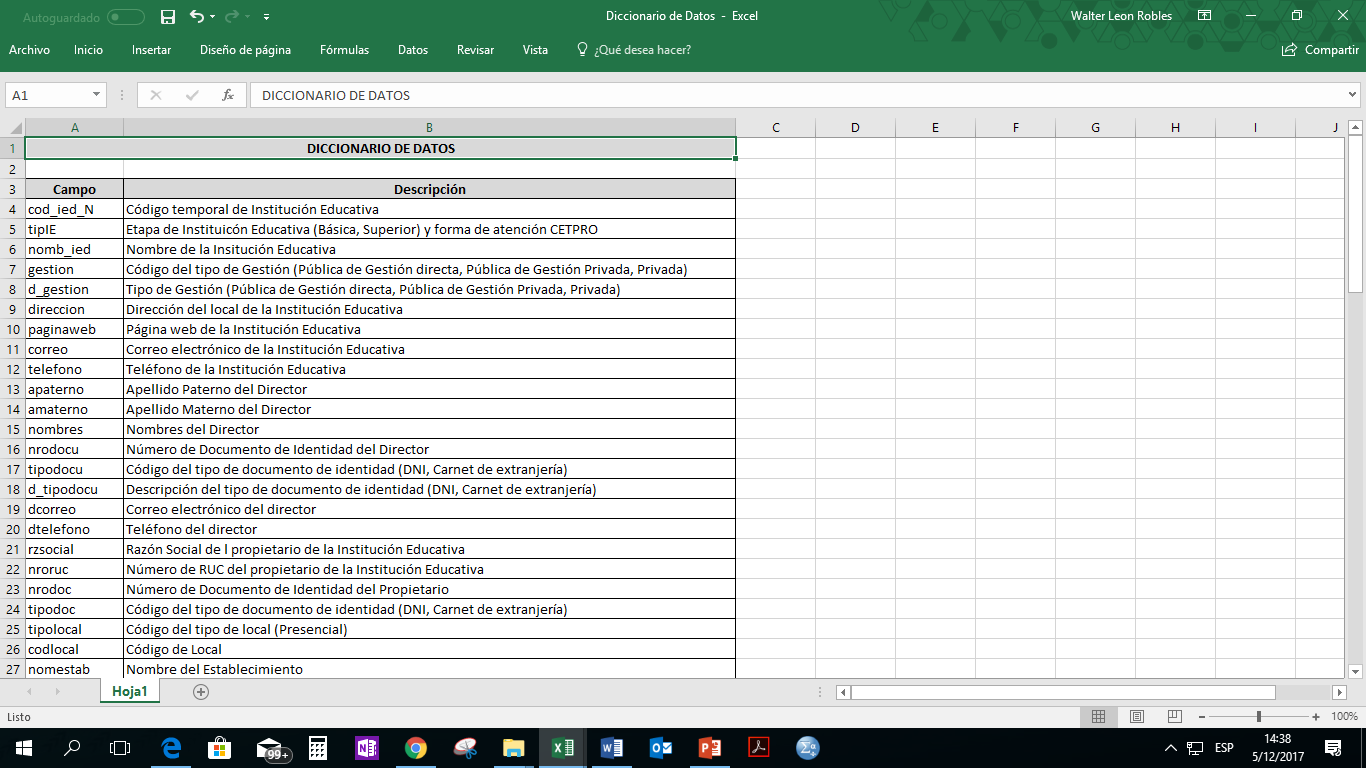 Autoguardado
Diccionario de Datos - Excel
Walter Leon Robles
Archivo Inicio Insertar Diseño de página Fórmulas Datos Revisar Vista ¿Qué desea hacer? Compartir
A1 fx DICCIONARIO DE DATOS
A B C D E F G H I J
1 DICCIONARIO DE DATOS
2
3 Campo Descripción
4 cod_ied_N Código temporal de Institución Educativa
5 tipIE Etapa de Instituicón Educativa (Básica, Superior) y forma de atención CETPRO
6 nomb_ied Nombre de la Insitución Educativa
7 gestion Código del tipo de Gestión (Pública de Gestión directa, Pública de Gestión Privada, Privada)
8 d_gestion Tipo de Gestión (Pública de Gestión directa, Pública de Gestión Privada, Privada)
9 direccion Dirección del local de la Institución Educativa
10 paginaweb Página web de la Institución Educativa
11 correo Correo electrónico de la Institución Educativa
12 telefono Teléfono de la Institución Educativa
13 apaterno Apellido Paterno del Director
14 amaterno Apellido Materno del Director
15 nombres Nombres del Director
16 nrodocu Número de Documento de Identidad del Director
17 tipodocu Código del tipo de documento de identidad (DNI, Carnet de extranjería)
18 d_tipodocu Descripción del tipo de documento de identidad (DNI, Carnet de extranjería)
19 dcorreo Correo electrónico del director
20 dtelefono Teléfono del director
21 rzsocial Razón Social de l propietario de la Institución Educativa
22 nroruc Número de RUC del propietario de la Institución Educativa
23 nrodoc Número de Documento de Identidad del Propietario
24 tipodoc Código del tipo de documento de identidad (DNI, Carnet de extranjería)
25 tipolocal Código del tipo de local (Presencial)
26 codlocal Código de Local
27 nomestab Nombre del Establecimiento
Hoja1
Listo
100%
99+
ESP
14:38
5/12/2017